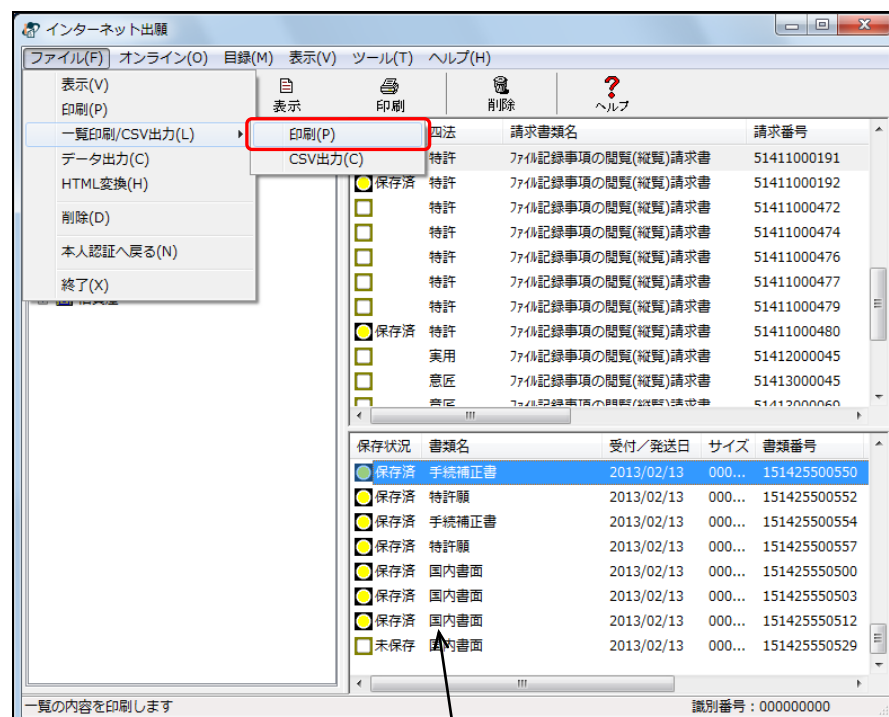 インターネット出願
ファイル(F) オンライン(O) 目録(M) 表示(V) ツール(T) ヘルプ(H)
表示 印刷 削除 ヘルプ
表示(V)
印刷(P)
一覧印刷/CSV出力(L)
データ出力(C)
HTML変換(H)
削除(D)
本人認証へ戻る(N)
終了(X)
印刷(P)
CSV出力(C)
四法 請求書類名 請求番号
特許 ファイル記録事項の閲覧(縦覧)請求書 51411000191
保存済 特許 ファイル記録事項の閲覧(縦覧)請求書 51411000192
特許 ファイル記録事項の閲覧(縦覧)請求書 51411000472
特許 ファイル記録事項の閲覧(縦覧)請求書 51411000474
特許 ファイル記録事項の閲覧(縦覧)請求書 51411000476
特許 ファイル記録事項の閲覧(縦覧)請求書 51411000477
特許 ファイル記録事項の閲覧(縦覧)請求書 51411000479
保存済 特許 ファイル記録事項の閲覧(縦覧)請求書 51411000480
実用 ファイル記録事項の閲覧(縦覧)請求書 51412000045
意匠 ファイル記録事項の閲覧(縦覧)請求書 51413000045
意匠 ファイル記録事項の閲覧(縦覧)請求書 51413000060
保存状況 書類名 受付/発送日 サイズ 書類番号
保存済 手続補正書 2013/02/13 000... 151425500550
保存済 特許願 2013/02/13 000... 151425500552
保存済 手続補正書 2013/02/13 000... 151425500554
保存済 特許願 2013/02/13 000... 151425500557
保存済 国内書面 2013/02/13 000... 151425550500
保存済 国内書面 2013/02/13 000... 151425550503
保存済 国内書面 2013/02/13 000... 151425550512
未保存 国内書面 2013/02/13 000... 151425550529
一覧の内容を印刷します 識別番号:000000000